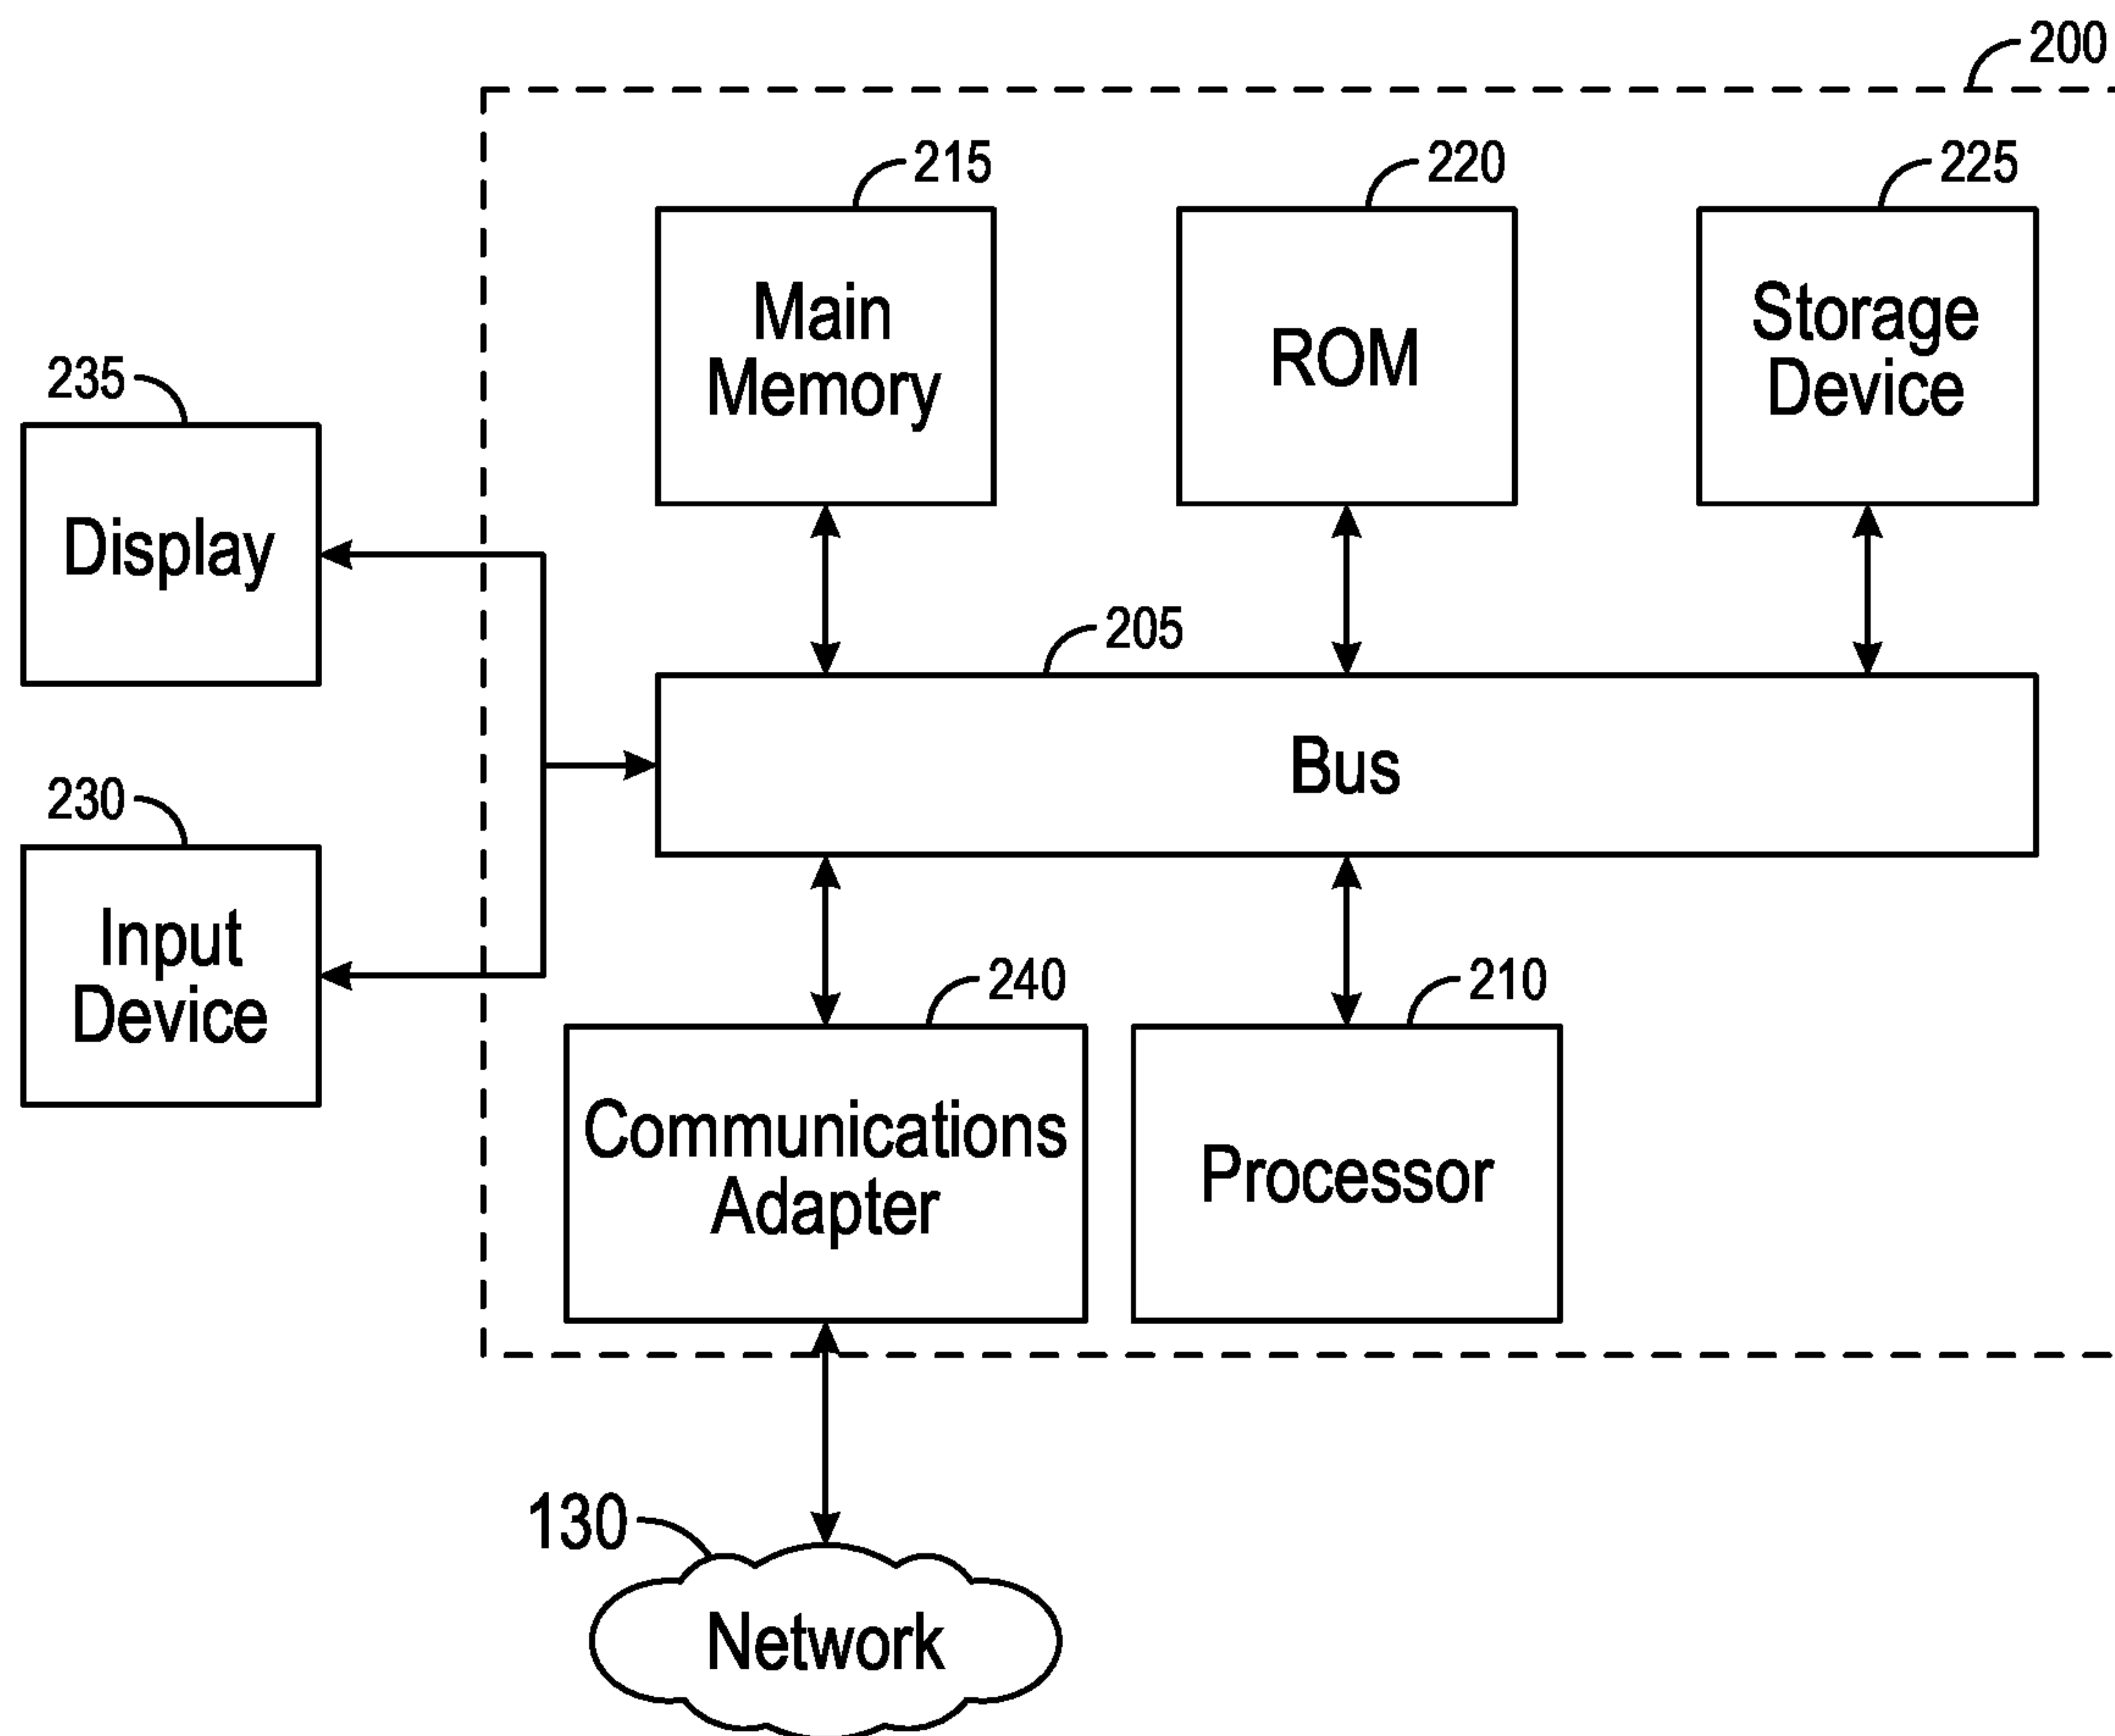 200
215
220
225
Main
Memory
ROM
Storage
Device
235
Display
205
Bus
230
Input
Device
240
210
Communications
Adapter
Processor
130
Network